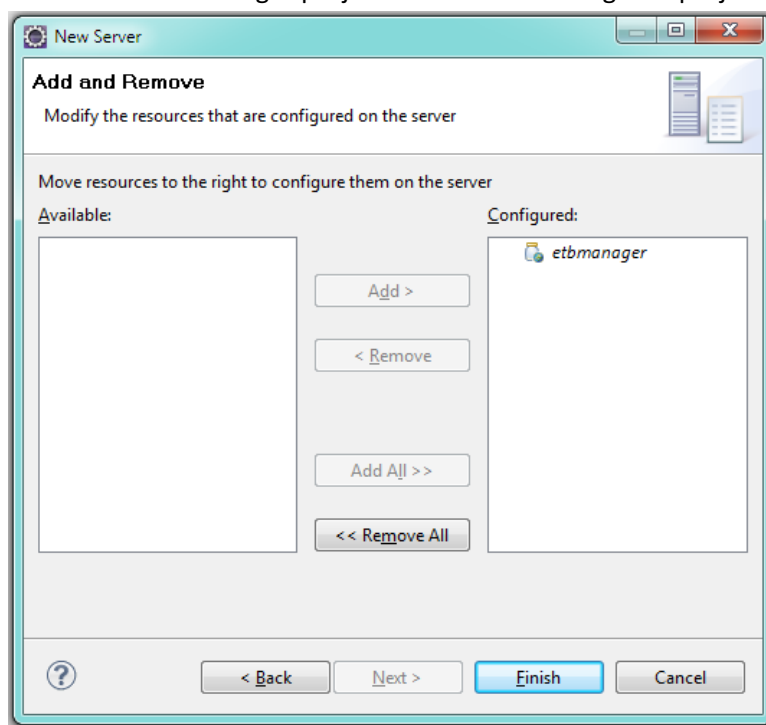 New Server
Add and Remove
Modify the resources that are configured on the server
Move resources to the right to configure them on the server
Available:
Configured:
etbmanager
Add >
< Remove
Add All >>
<< Remove All
< Back
Next >
Finish
Cancel